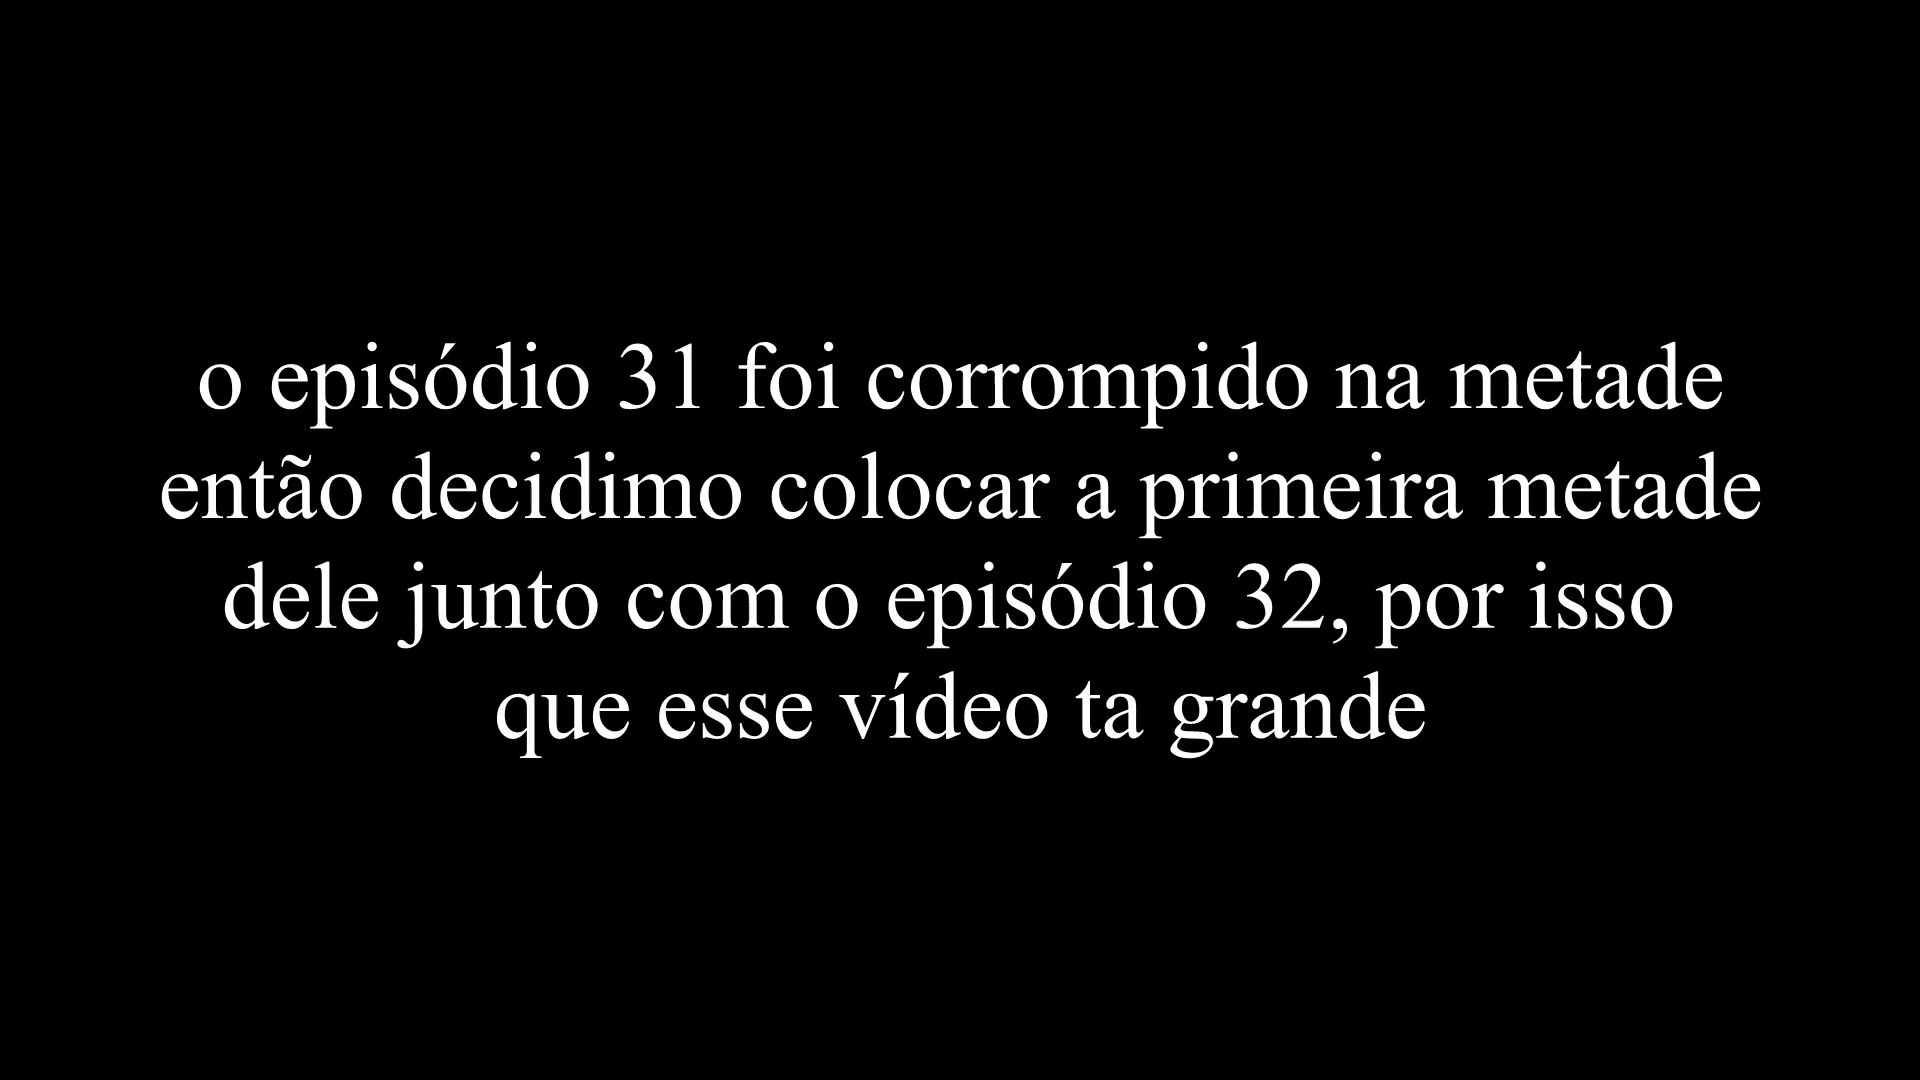 o episódio 31 foi corrompido na metade
então decidimo colocar a primeira metade
dele junto com o episódio 32, por isso
que esse vídeo ta grande